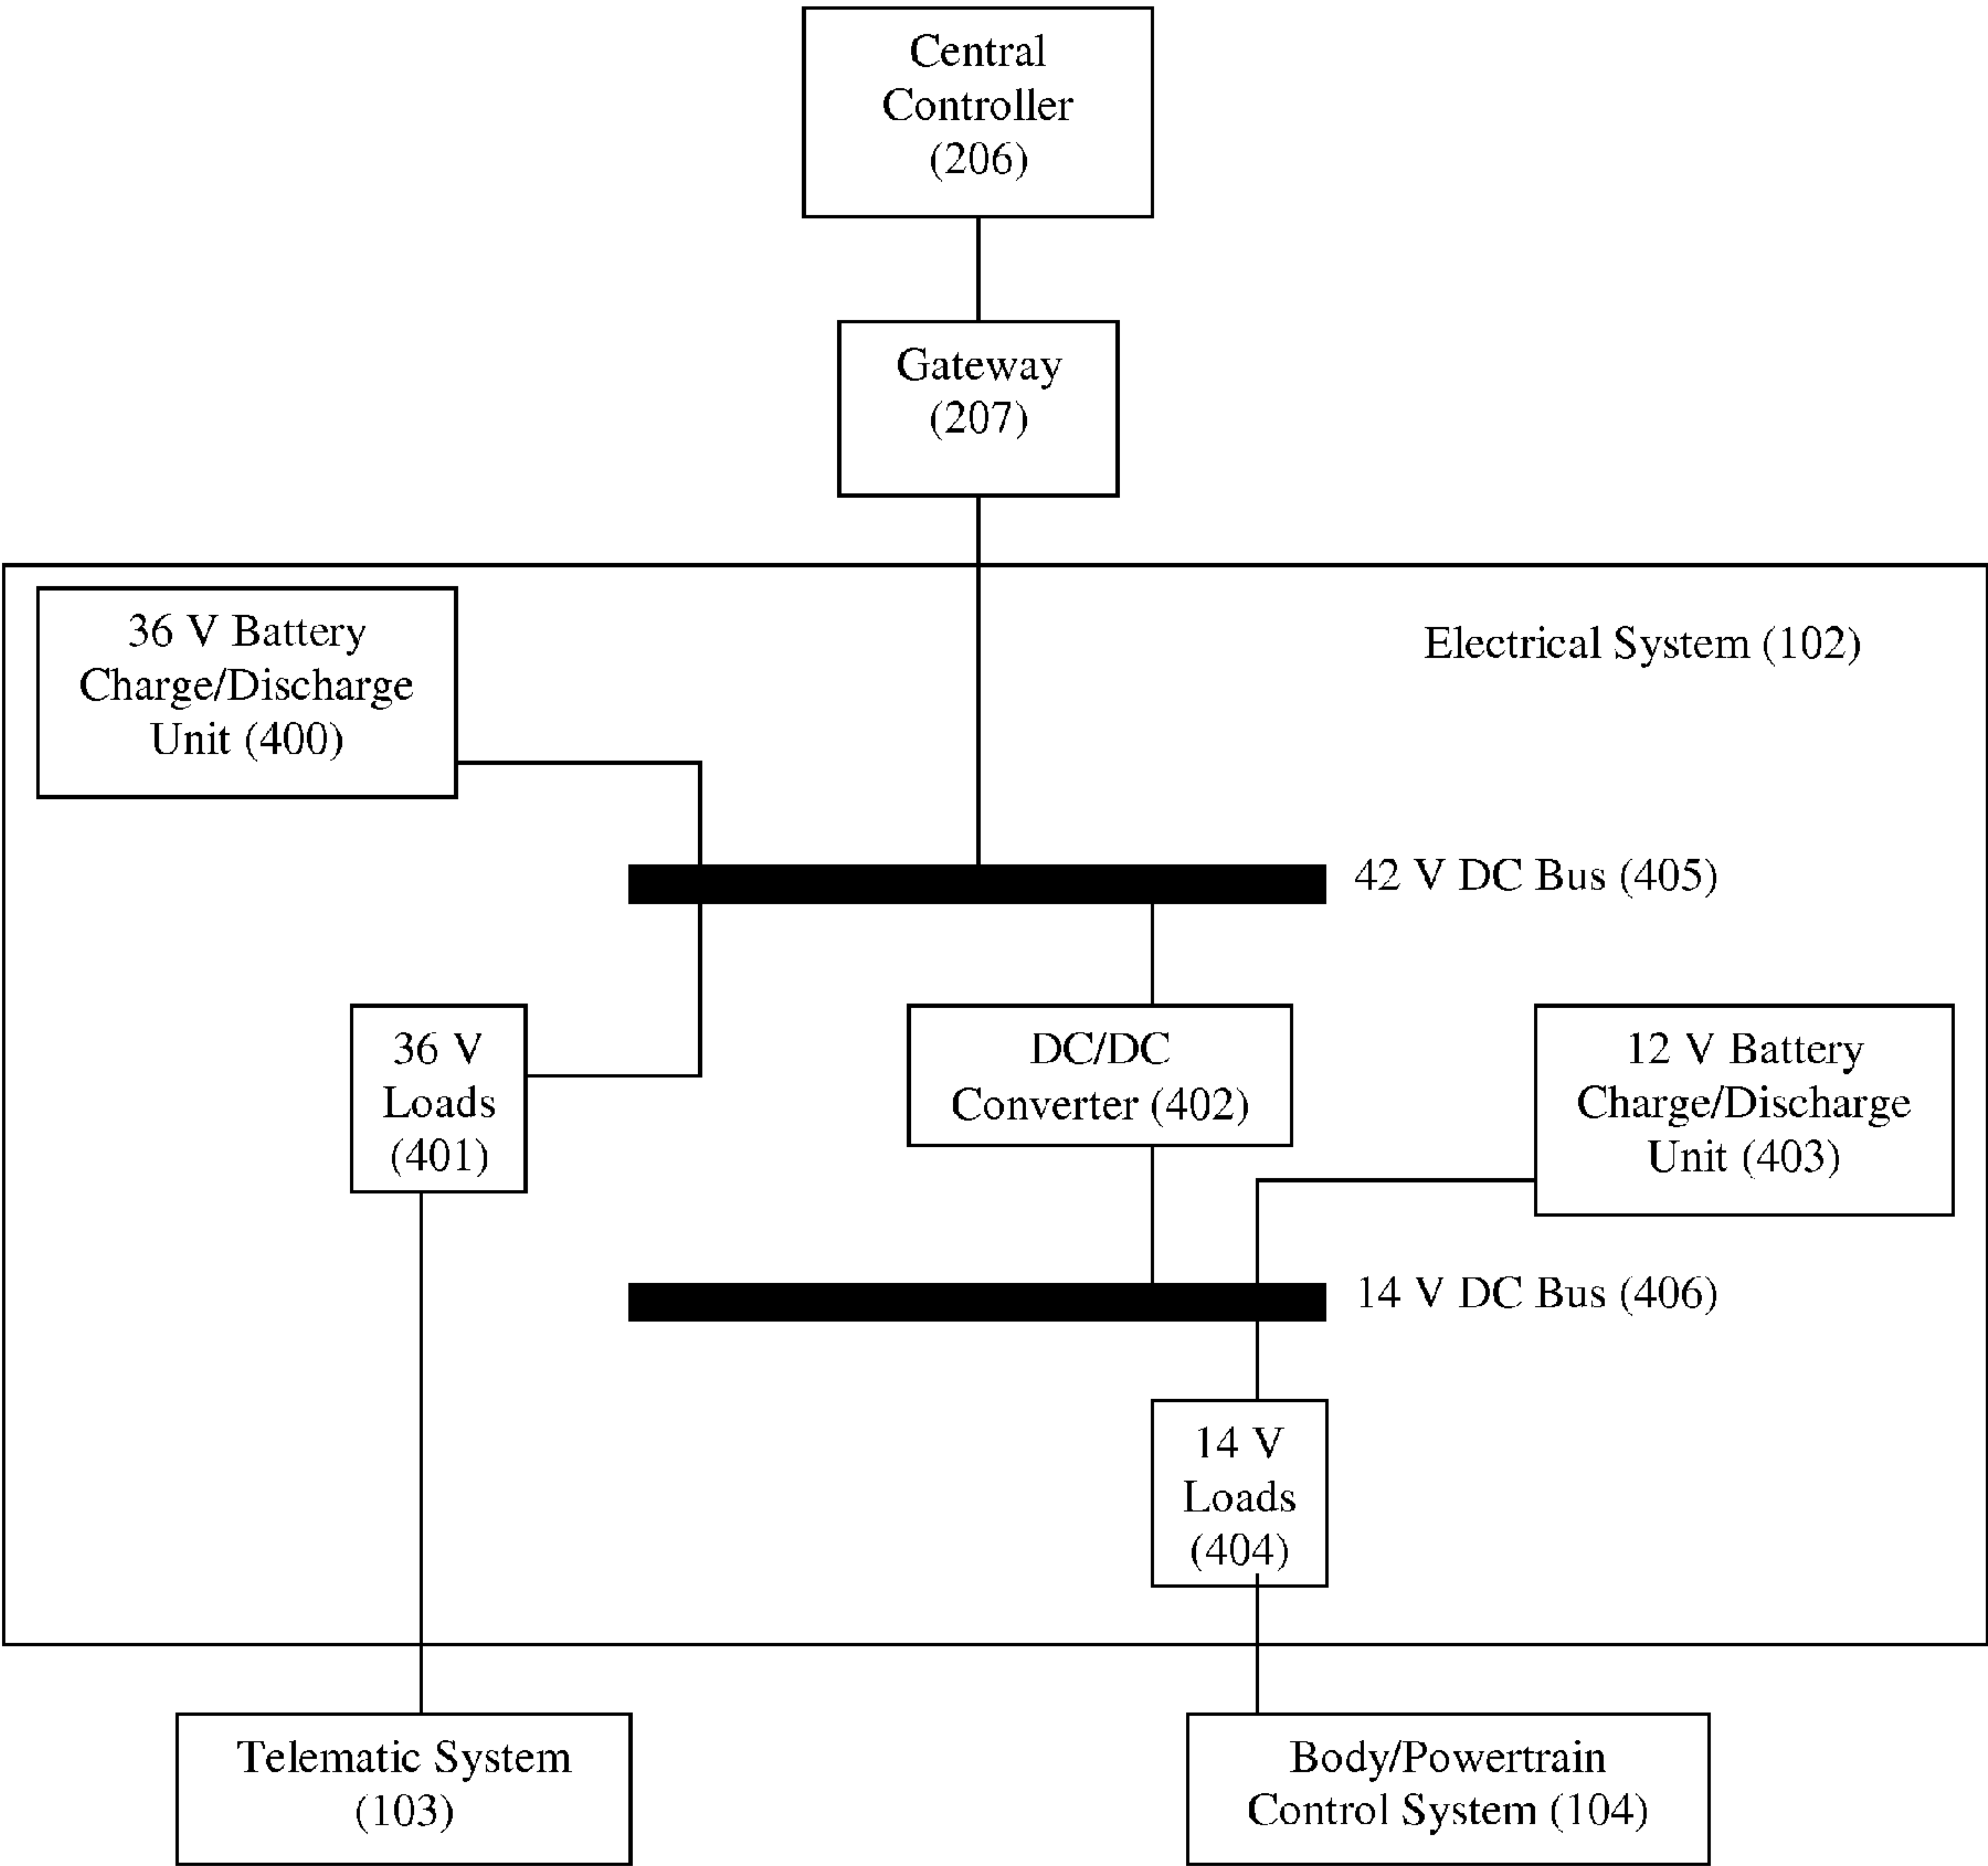 Central
Controller
(206)
Gateway
(207)
36 V Battery
Charge/Discharge
Unit (400)
Electrical System (102)
42 V DC Bus (405)
36 V
Loads
(401)
DC/DC
Converter (402)
12 V Battery
Charge/Discharge
Unit (403)
14 V DC Bus (406)
14 V
Loads
(404)
Telematic System
(103)
Body/Powertrain
Control System (104)